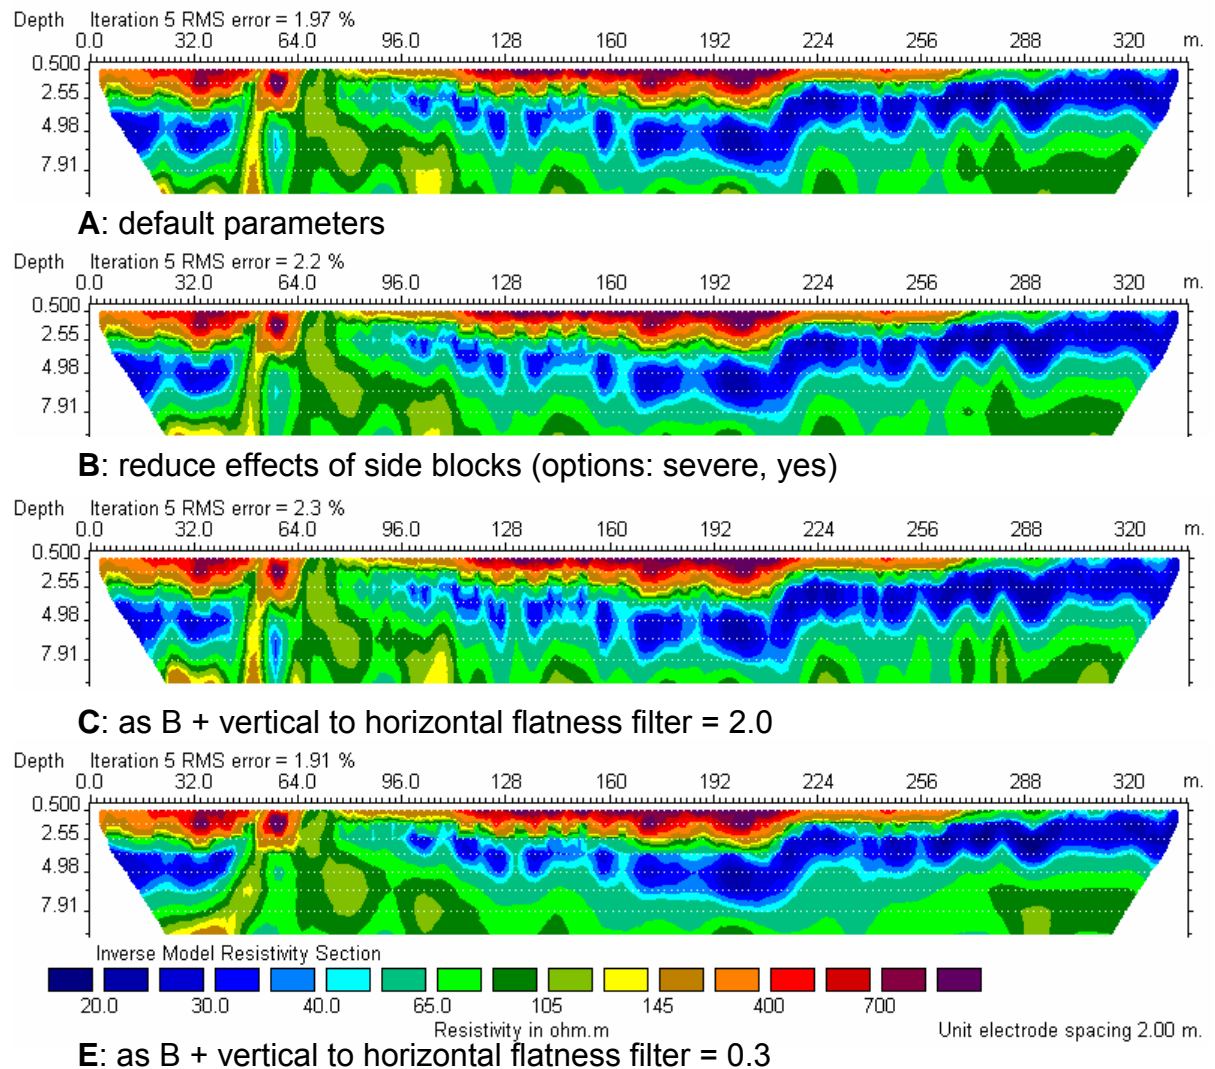 Depth Iteration 5 RMS error = 1.97 %
0.0 32.0 64.0 96.0 128 160 192 224 256 288 320 m.
0.500
2.55
4.98
7.91
A: default parameters
Depth Iteration 5 RMS error = 2.2 %
0.0 32.0 64.0 96.0 128 160 192 224 256 288 320 m.
0.500
2.55
4.98
7.91
B: reduce effects of side blocks (options: severe, yes)
Depth Iteration 5 RMS error = 2.3 %
0.0 32.0 64.0 96.0 128 160 192 224 256 288 320 m.
0.500
2.55
4.98
7.91
C: as B + vertical to horizontal flatness filter = 2.0
Depth Iteration 5 RMS error = 1.91 %
0.0 32.0 64.0 96.0 128 160 192 224 256 288 320 m.
0.500
2.55
4.98
7.91
Inverse Model Resistivity Section
20.0 30.0 40.0 65.0 105 145 400 700
Resistivity in ohm.m Unit electrode spacing 2.00 m.
E: as B + vertical to horizontal flatness filter = 0.3